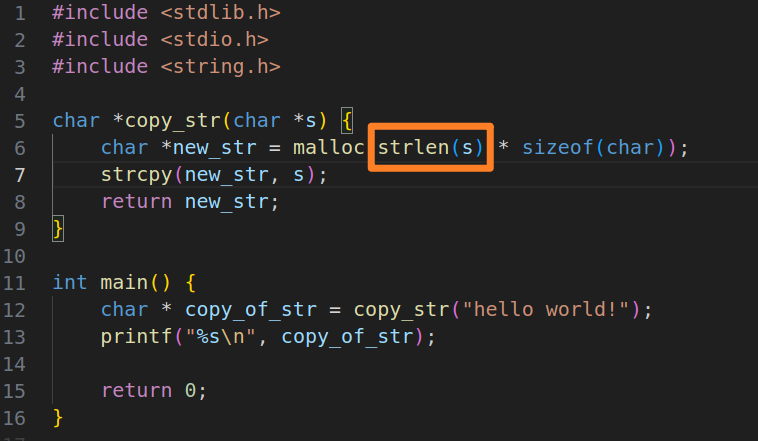 1 #include <stdlib.h>
2 #include <stdio.h>
3 #include <string.h>
4
5 char *copy_str(char *s) {
6     char *new_str = malloc strlen(s) * sizeof(char));
7     strcpy(new_str, s);
8     return new_str;
9 }
10
11 int main() {
12     char * copy_of_str = copy_str("hello world!");
13     printf("%s\n", copy_of_str);
14
15     return 0;
16 }